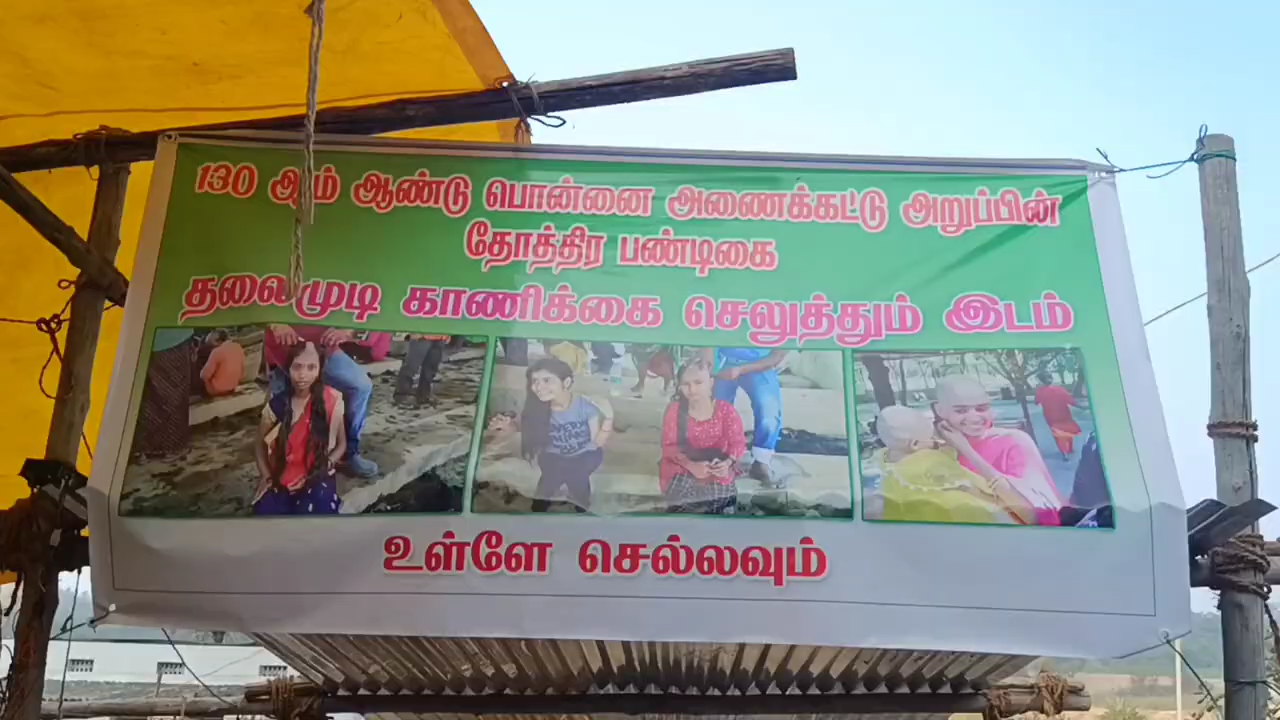 130 ஆம் ஆண்டு பொன்னை அணைக்கட்டு அறுப்பின்
தோத்திர பண்டிகை
தலைமுடி காணிக்கை செலுத்தும் இடம்
உள்ளே செல்லவும்